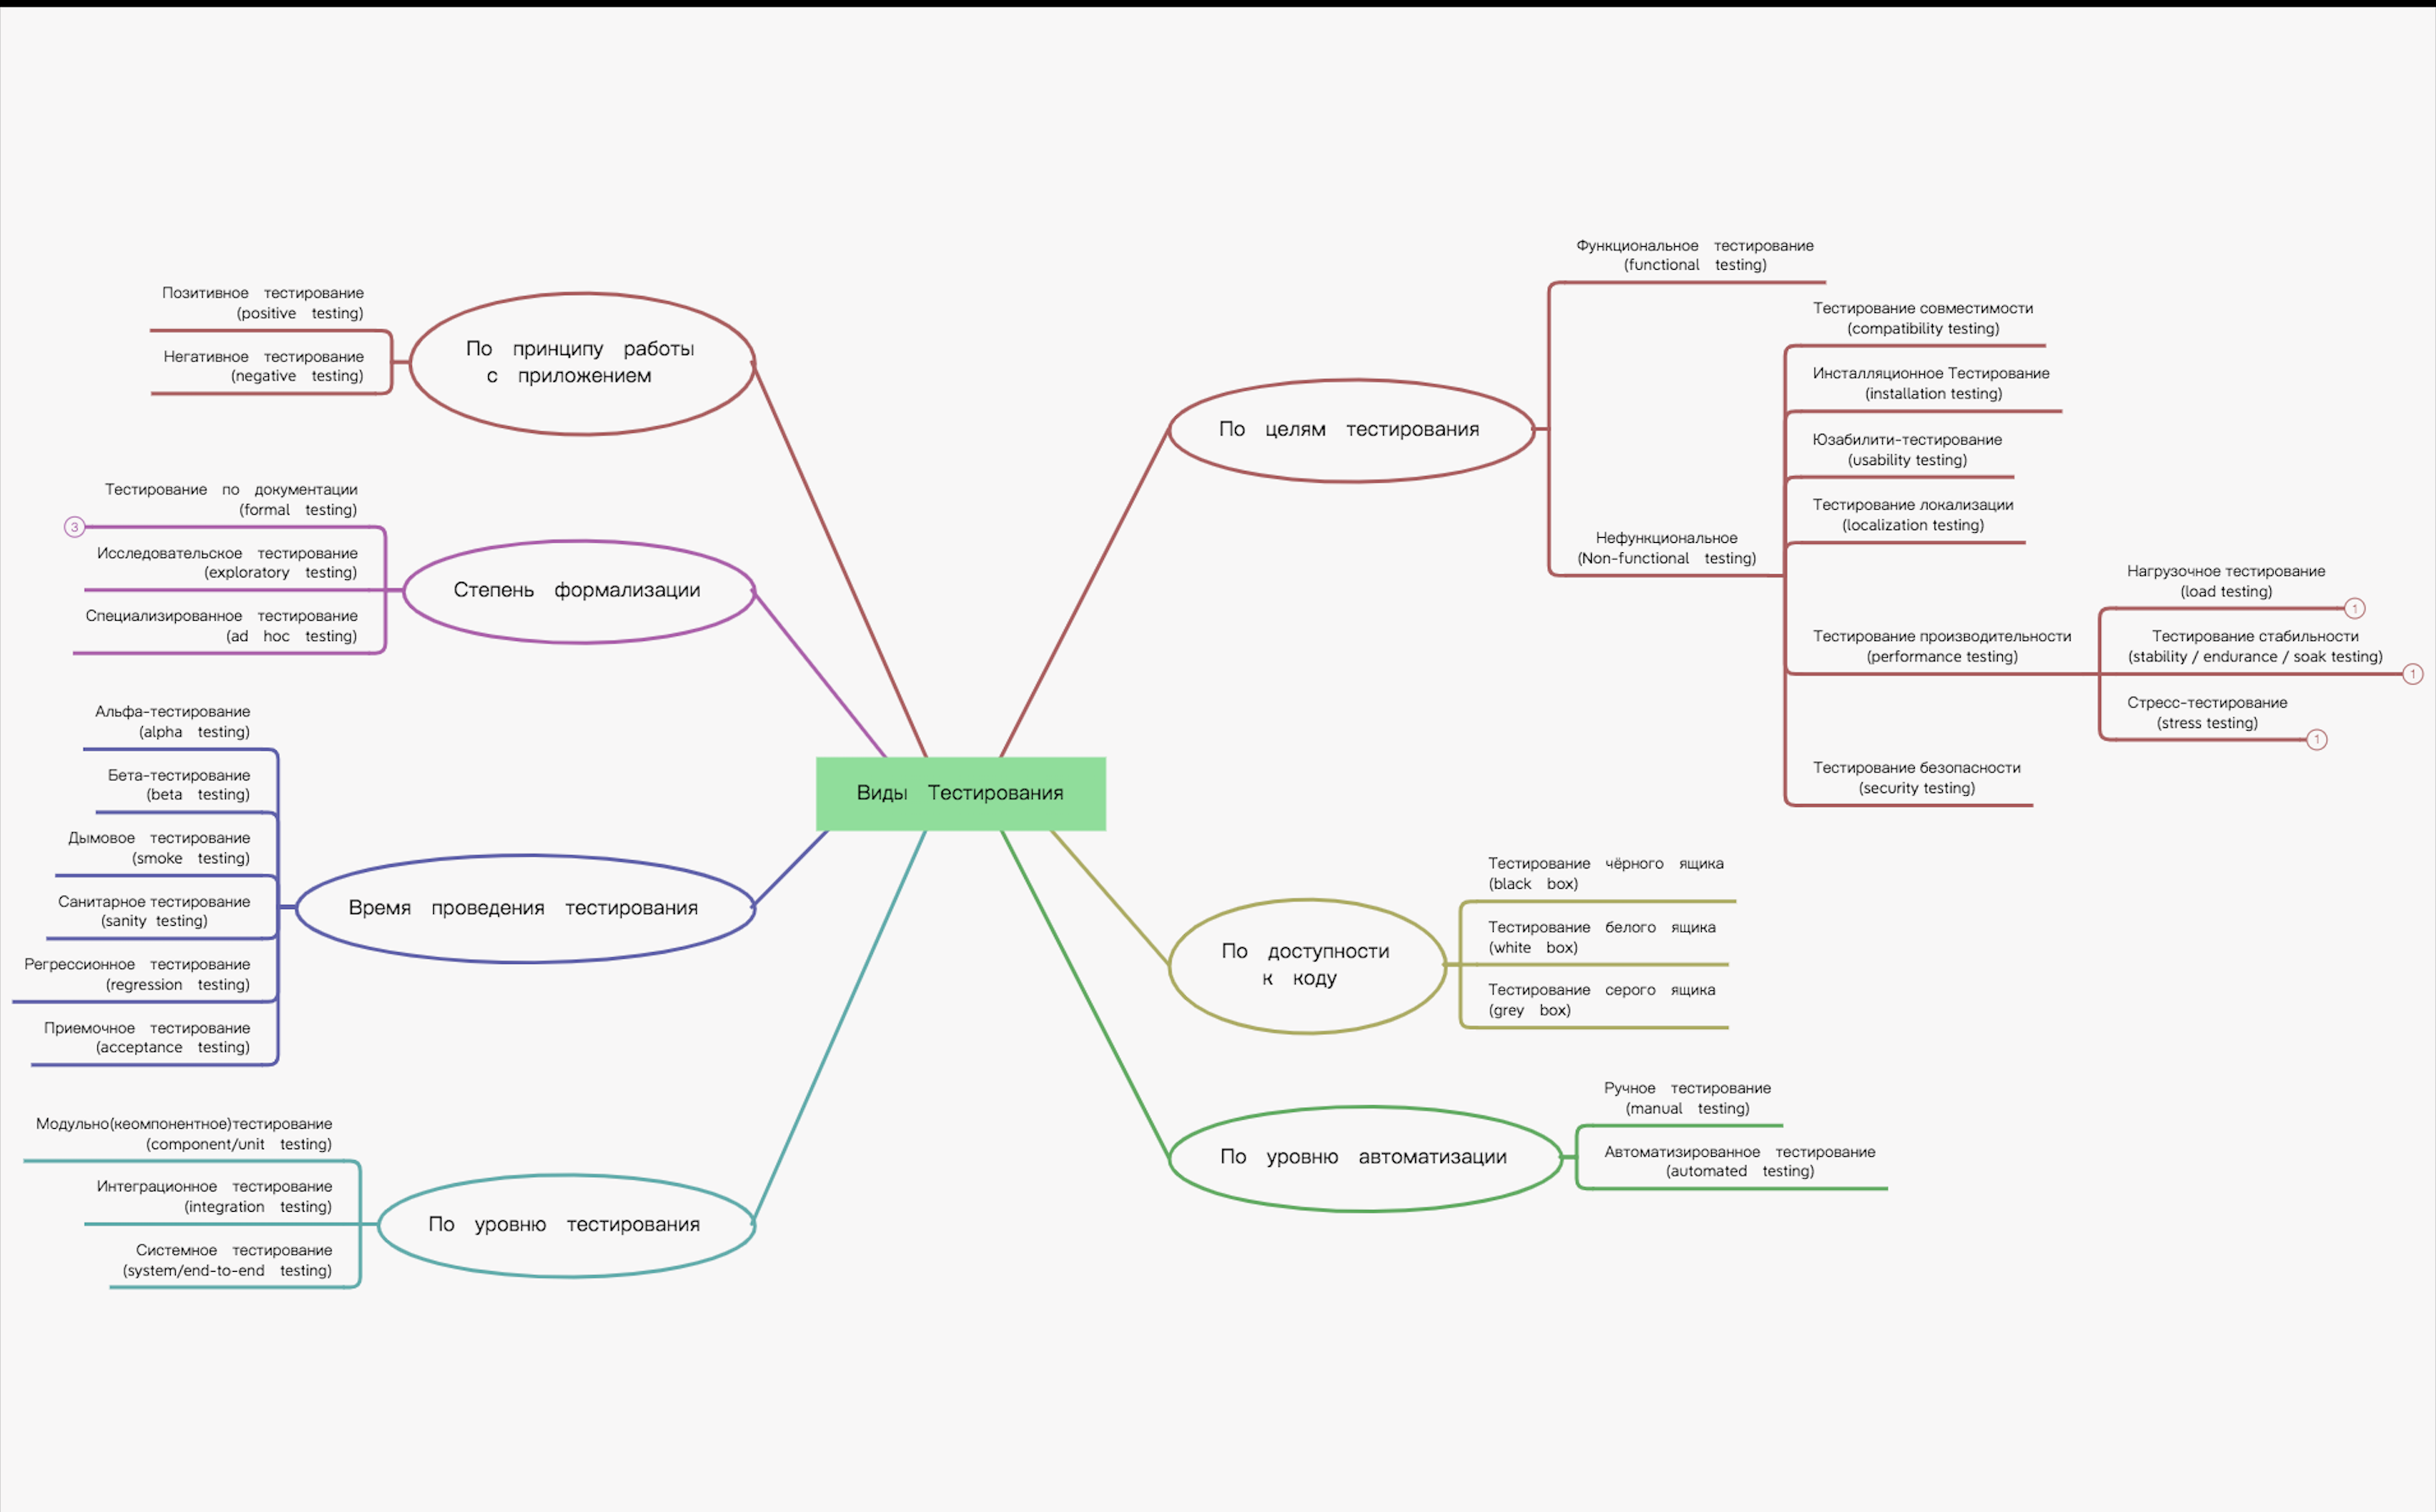 Позитивное тестирование
(positive testing)
Негативное тестирование
(negative testing)
По принципу работы
с приложением
Тестирование по документации
(formal testing)
3
Исследовательское тестирование
(exploratory testing)
Специализированное тестирование
(ad hoc testing)
Степень формализации
Альфа-тестирование
(alpha testing)
Бета-тестирование
(beta testing)
Дымовое тестирование
(smoke testing)
Санитарное тестирование
(sanity testing)
Регрессионное тестирование
(regression testing)
Приемочное тестирование
(acceptance testing)
Время проведения тестирования
Модульно(кеомпонентное)тестирование
(component/unit testing)
Интеграционное тестирование
(integration testing)
Системное тестирование
(system/end-to-end testing)
По уровню тестирования
Виды Тестирования
По целям тестирования
Функциональное тестирование
(functional testing)
Нефункциональное
(Non-functional testing)
Тестирование совместимости
(compatibility testing)
Инсталляционное Тестирование
(installation testing)
Юзабилити-тестирование
(usability testing)
Тестирование локализации
(localization testing)
Тестирование производительности
(performance testing)
Нагрузочное тестирование
(load testing)
1
Тестирование стабильности
(stability / endurance / soak testing)
1
Стресс-тестирование
(stress testing)
1
Тестирование безопасности
(security testing)
По доступности
к коду
Тестирование чёрного ящика
(black box)
Тестирование белого ящика
(white box)
Тестирование серого ящика
(grey box)
По уровню автоматизации
Ручное тестирование
(manual testing)
Автоматизированное тестирование
(automated testing)